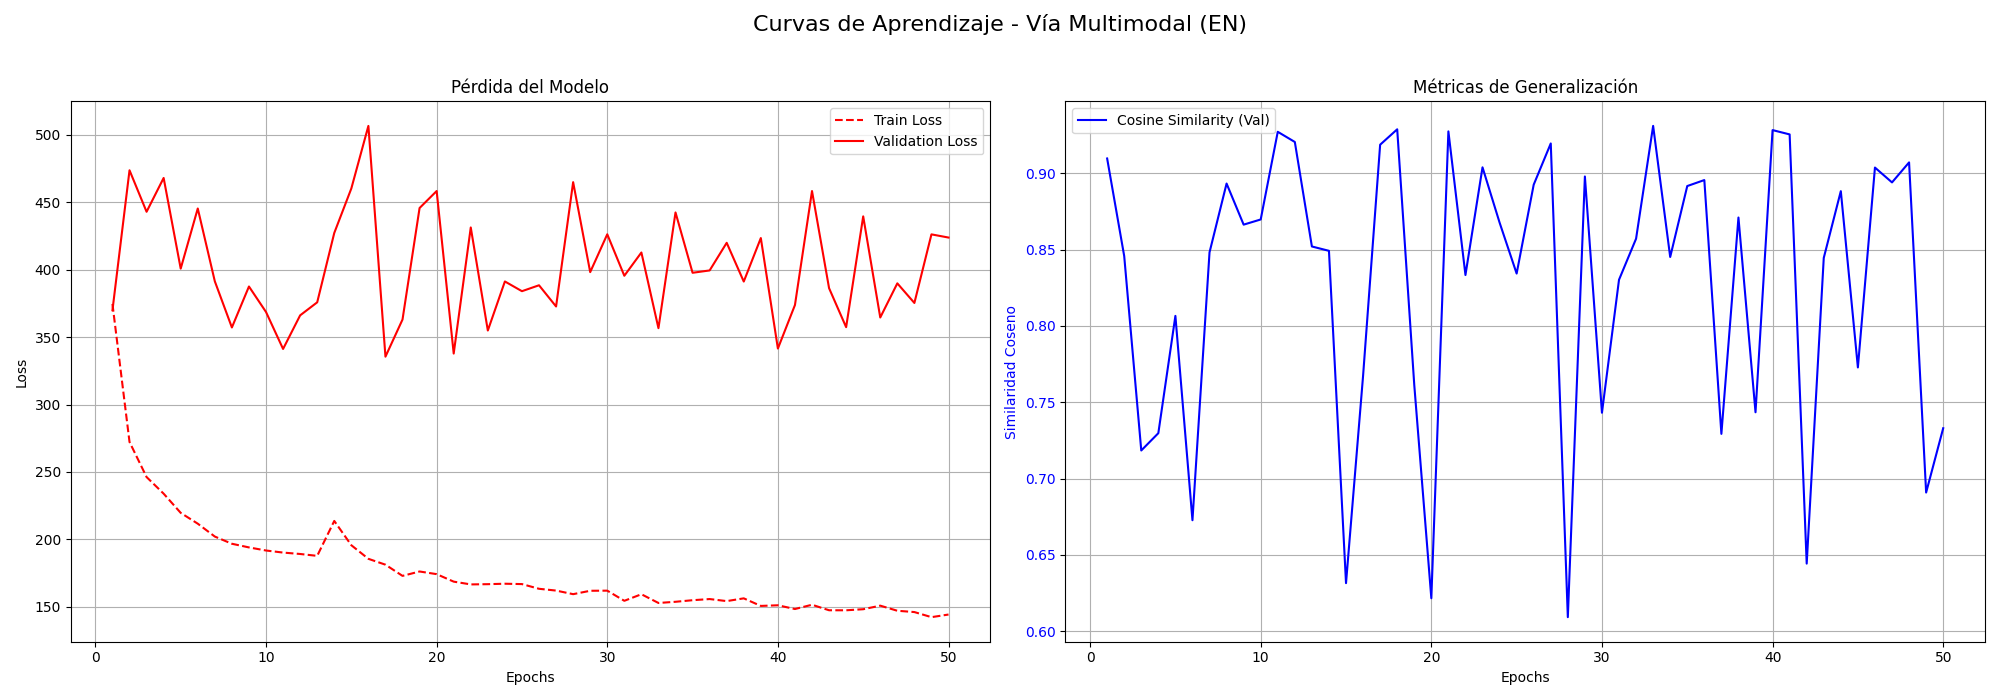 Curvas de Aprendizaje - Vía Multimodal (EN)
Pérdida del Modelo
Train Loss
Validation Loss
500
450
400
350
300
250
200
150
Loss
0 10 20 30 40 50
Epochs
Métricas de Generalización
Cosine Similarity (Val)
0.90
0.85
0.80
0.75
0.70
0.65
0.60
Similaridad Coseno
0 10 20 30 40 50
Epochs